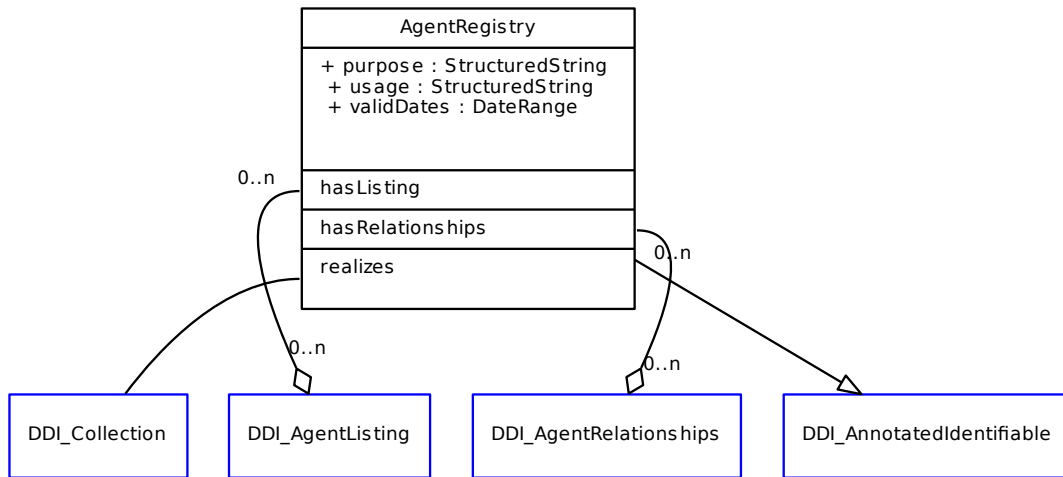 AgentRegistry
+ purpose : StructuredString
+ usage : StructuredString
+ validDates : DateRange
0..n
hasListing
hasRelationships
0..n
realizes
0..n
0..n
DDI_Collection
DDI_AgentListing
DDI_AgentRelationships
DDI_AnnotatedIdentifiable